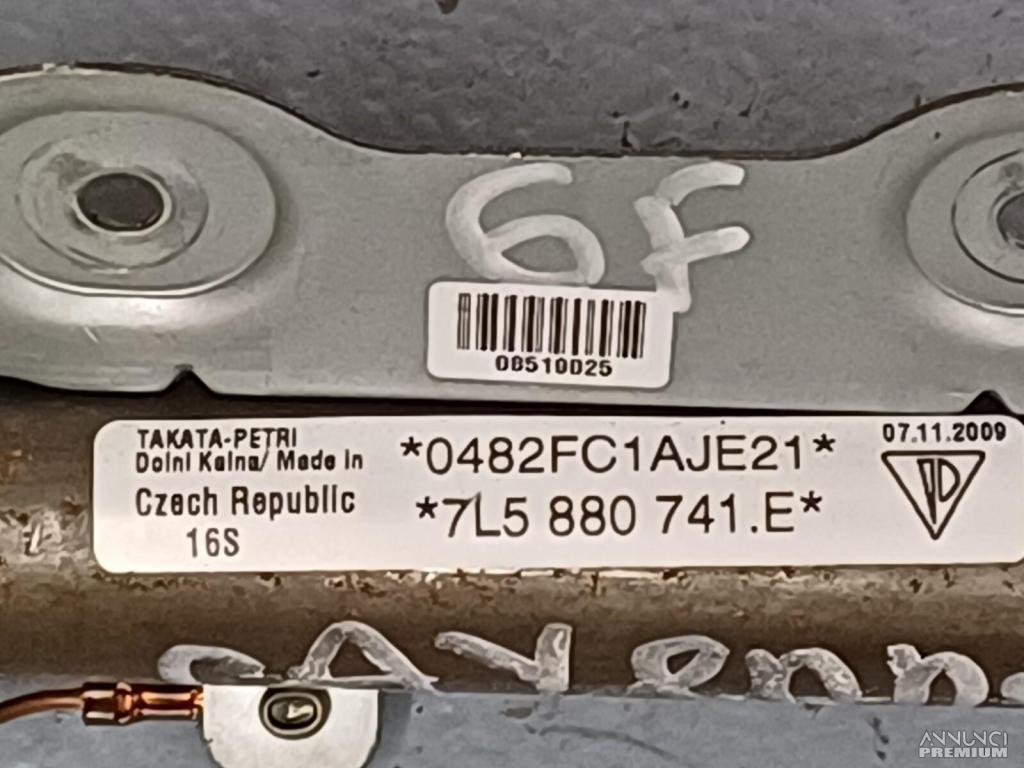 6F
08510025
TAKATA-PETRI
Dolni Kalna/ Made in
Czech Republic
16S
*0482FC1AJE21*
*7L5 880 741.E*
07.11.2009
CAYenn
ANNUNCI
PREMIUM